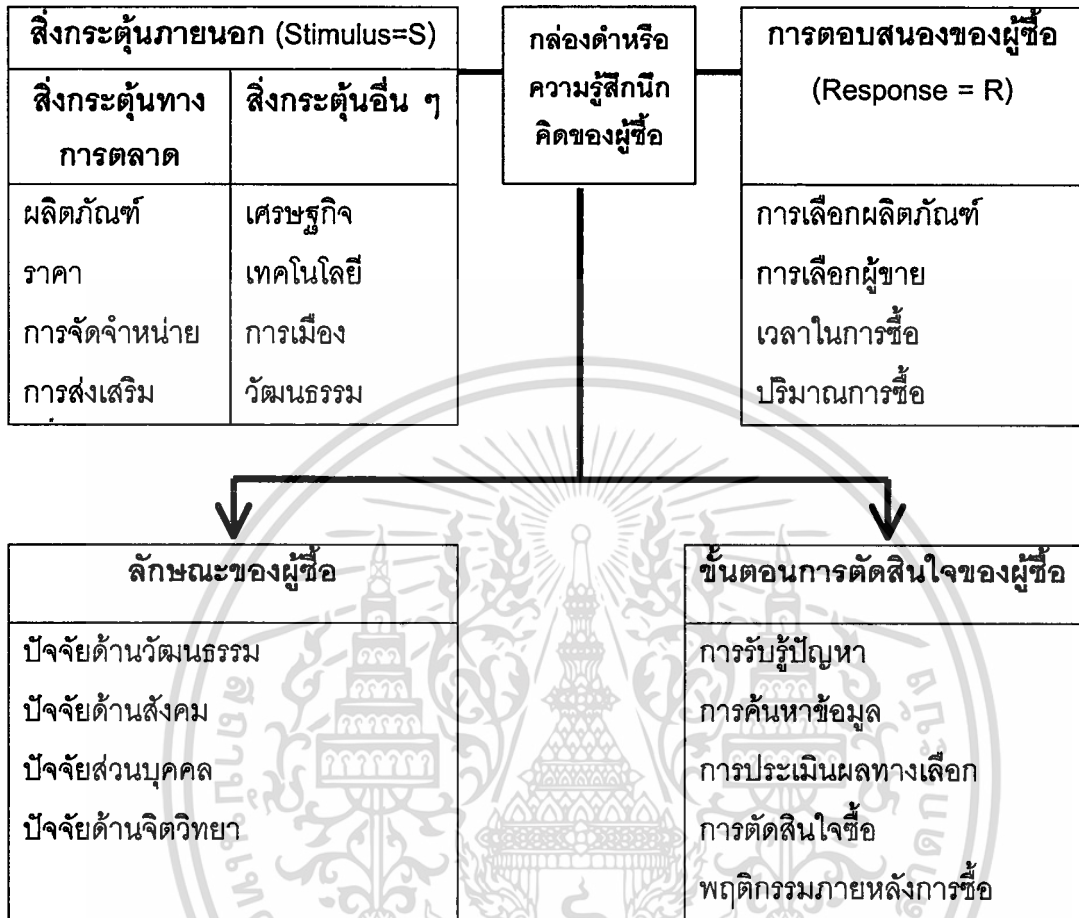 สิ่งกระตุ้นภายนอก (Stimulus=S)
สิ่งกระตุ้นทาง
การตลาด
สิ่งกระตุ้นอื่น ๆ
ผลิตภัณฑ์
ราคา
การจัดจำหน่าย
การส่งเสริม
เศรษฐกิจ
เทคโนโลยี
การเมือง
วัฒนธรรม
กล่องดำหรือ
ความรู้สึกนึก
คิดของผู้ซื้อ
การตอบสนองของผู้ซื้อ
(Response = R)
การเลือกผลิตภัณฑ์
การเลือกผู้ขาย
เวลาในการซื้อ
ปริมาณการซื้อ
ลักษณะของผู้ซื้อ
ปัจจัยด้านวัฒนธรรม
ปัจจัยด้านสังคม
ปัจจัยส่วนบุคคล
ปัจจัยด้านจิตวิทยา
ขั้นตอนการตัดสินใจของผู้ซื้อ
การรับรู้ปัญหา
การค้นหาข้อมูล
การประเมินผลทางเลือก
การตัดสินใจซื้อ
พฤติกรรมภายหลังการซื้อ